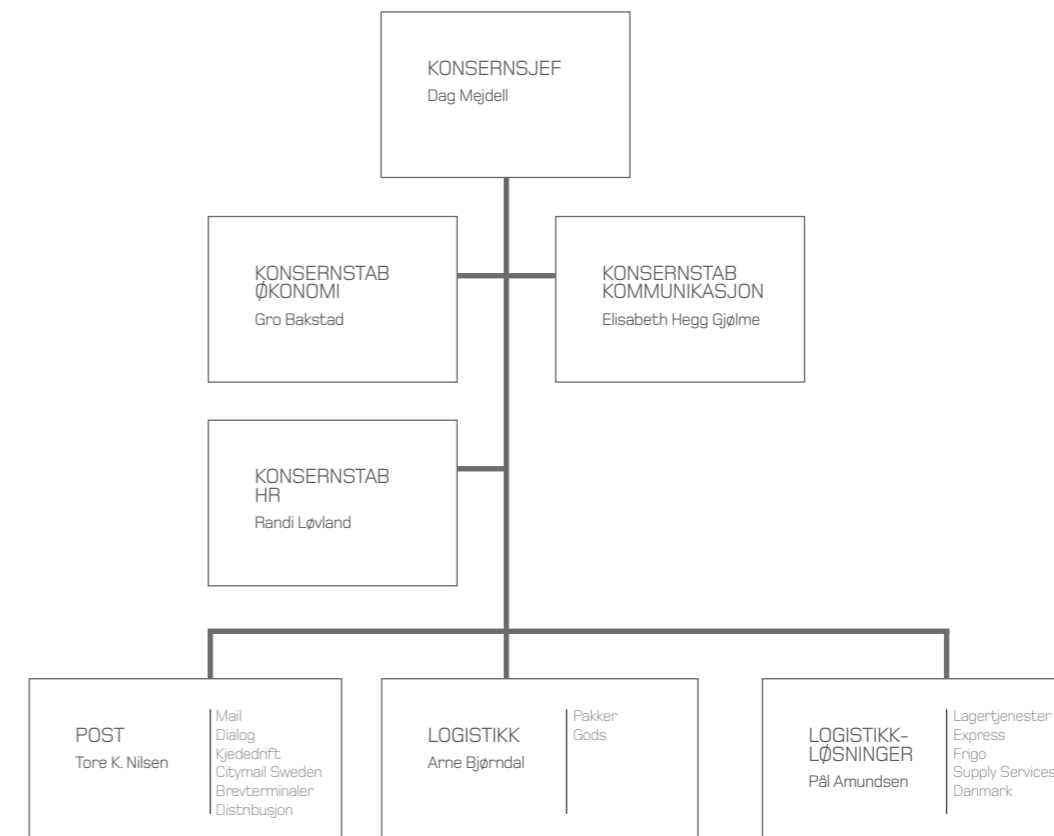 KONSERNSJEF
Dag Mejdell
KONSERNSTAB
ØKONOMI
Gro Bakstad
KONSERNSTAB
KOMMUNIKASJON
Elisabeth Hegg Gjølme
KONSERNSTAB
HR
Randi Løvland
POST
Tore K. Nilsen
Mail
Dialog
Kjededrift
Citymail Sweden
Brevterminaler
Distribusjon
LOGISTIKK
Arne Bjørndal
Pakker
Gods
LOGISTIKK-
LØSNINGER
Pål Amundsen
Lagertjenester
Express
Frigo
Supply Services
Danmark